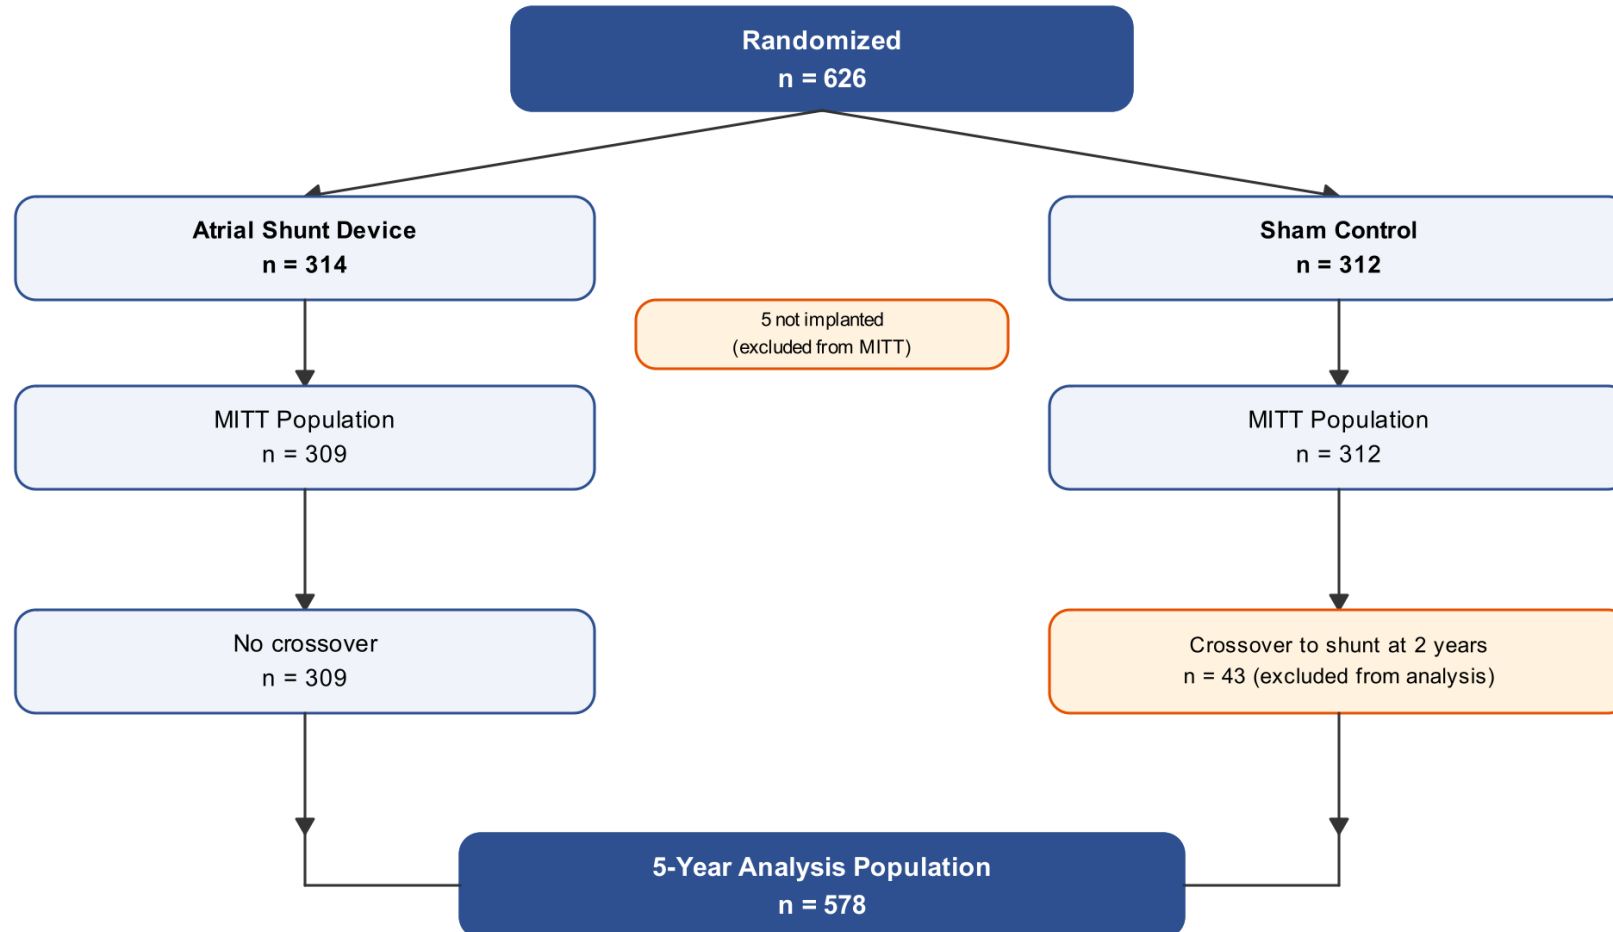 Randomized
n = 626
Atrial Shunt Device
n = 314
Sham Control
n = 312
5 not implanted
(excluded from MITT)
MITT Population
n = 309
MITT Population
n = 312
No crossover
n = 309
Crossover to shunt at 2 years
n = 43 (excluded from analysis)
5-Year Analysis Population
n = 578